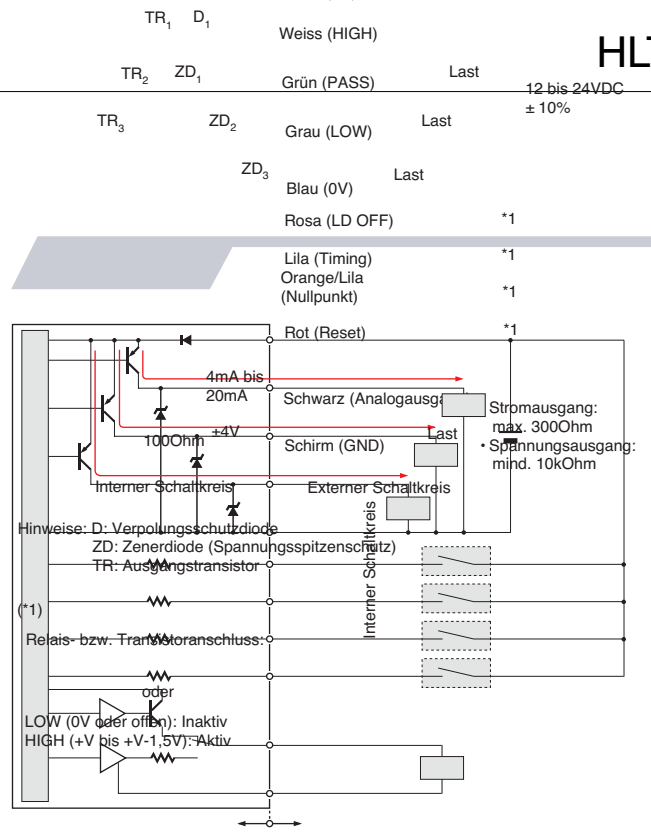 TR1 D1
Weiss (HIGH)
HLT
TR2 ZD1
Grün (PASS)
Last
12 bis 24VDC
± 10%
TR3
ZD2
Grau (LOW)
Last
ZD3
Blau (0V)
Last
Rosa (LD OFF)
*1
Lila (Timing)
*1
Orange/Lila
(Nullpunkt)
*1
Rot (Reset)
*1
4mA bis
20mA
Schwarz (Analogausga
Stromausgang:
max. 300Ohm
• Spannungsausgang:
mind. 10kOhm
100Ohm
±4V
Schirm (GND)
Last
Interner Schaltkreis
Externer Schaltkreis
Interner Schaltkreis
Hinweise: D: Verpolungsschutzdiode
ZD: Zenerdiode (Spannungsspitzenschutz)
TR: Ausgangstransistor
(*1)
Relais- bzw. Transistoranschluss:
oder
LOW (0V oder offen): Inaktiv
HIGH (+V bis +V-1,5V): Aktiv